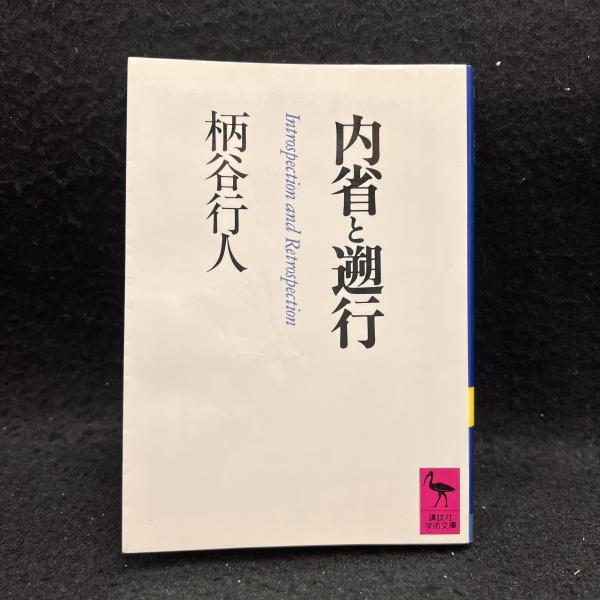 内省と遡行
Introspection and Retrospection
柄谷行人
講談社
学術文庫